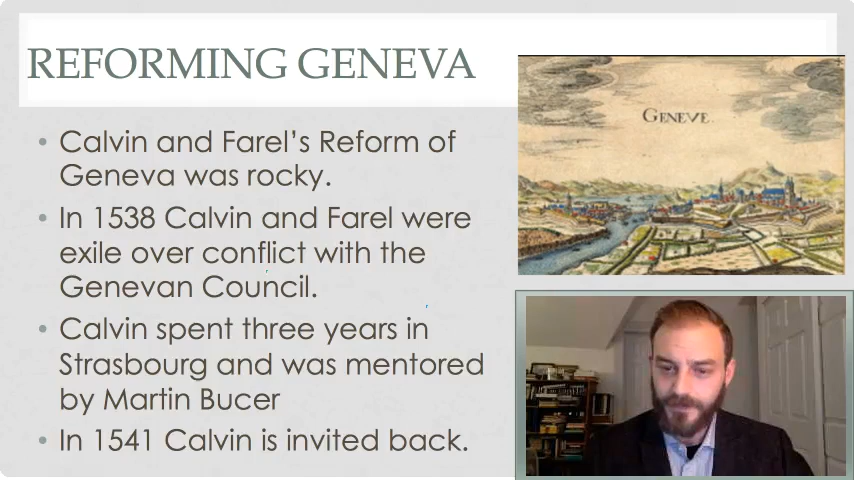 REFORMING GENEVA
GENEVE
• Calvin and Farel’s Reform of
Geneva was rocky.
• In 1538 Calvin and Farel were
exile over conflict with the
Genevan Council.
• Calvin spent three years in
Strasbourg and was mentored
by Martin Bucer
• In 1541 Calvin is invited back.